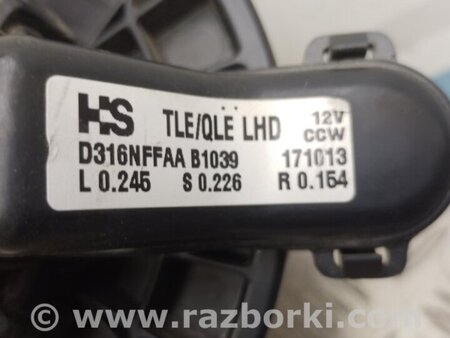 HS TLE/QLE LHD 12V CCW
D316NFFAA B1039 171013
L 0.245 S 0.226 R 0.154
© www.razborki.com